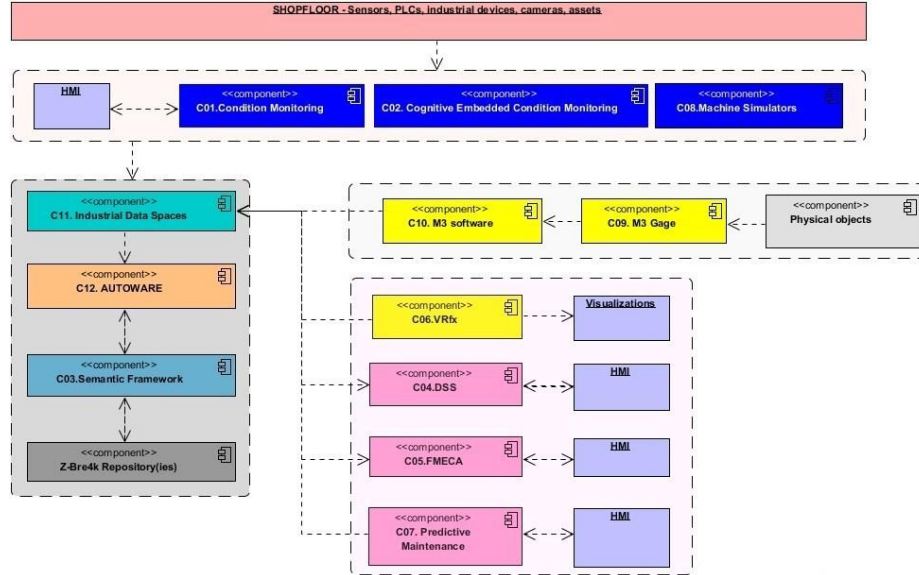 SHOPFLOOR - Sensors, PLCs, industrial devices, cameras, assets
HMI
<<component>>
C01.Condition Monitoring
<<component>>
C02. Cognitive Embedded Condition Monitoring
<<component>>
C08.Machine Simulators
<<component>>
C11. Industrial Data Spaces
<<component>>
C10. M3 software
<<component>>
C09. M3 Gage
<<component>>
Physical objects
<<component>>
C12. AUTOWARE
<<component>>
C06.VRfx
Visualizations
<<component>>
C03.Semantic Framework
<<component>>
C04.DSS
HMI
<<component>>
Z-Bre4k Repository(ies)
<<component>>
C05.FMECA
HMI
<<component>>
C07. Predictive
Maintenance
HMI